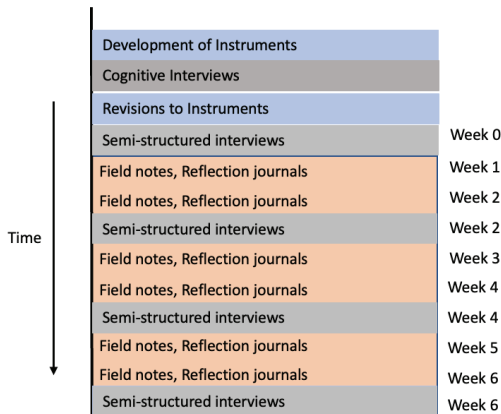 Development of Instruments
Cognitive Interviews
Revisions to Instruments
Semi-structured interviews Week 0
Field notes, Reflection journals Week 1
Field notes, Reflection journals Week 2
Semi-structured interviews Week 2
Time
Field notes, Reflection journals Week 3
Field notes, Reflection journals Week 4
Semi-structured interviews Week 4
Field notes, Reflection journals Week 5
Field notes, Reflection journals Week 6
Semi-structured interviews Week 6